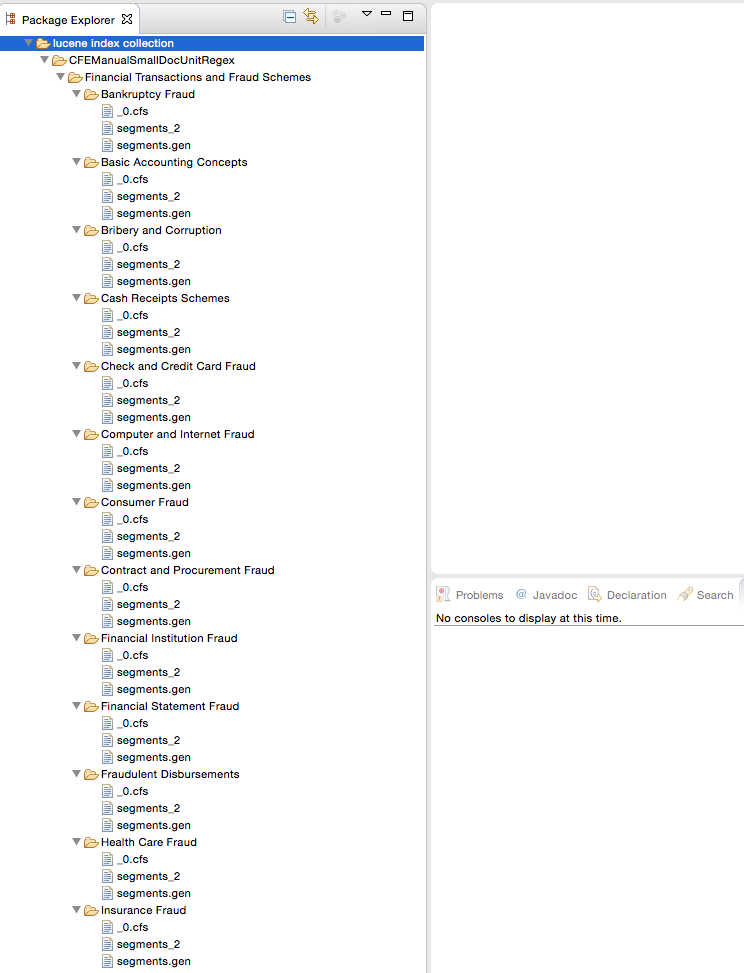 Package Explorer
lucene index collection
CFEManualSmallDocUnitRegex
Financial Transactions and Fraud Schemes
Bankruptcy Fraud
_0.cfs
segments_2
segments.gen
Basic Accounting Concepts
_0.cfs
segments_2
segments.gen
Bribery and Corruption
_0.cfs
segments_2
segments.gen
Cash Receipts Schemes
_0.cfs
segments_2
segments.gen
Check and Credit Card Fraud
_0.cfs
segments_2
segments.gen
Computer and Internet Fraud
_0.cfs
segments_2
segments.gen
Consumer Fraud
_0.cfs
segments_2
segments.gen
Contract and Procurement Fraud
_0.cfs
segments_2
segments.gen
Financial Institution Fraud
_0.cfs
segments_2
segments.gen
Financial Statement Fraud
_0.cfs
segments_2
segments.gen
Fraudulent Disbursements
_0.cfs
segments_2
segments.gen
Health Care Fraud
_0.cfs
segments_2
segments.gen
Insurance Fraud
_0.cfs
segments_2
segments.gen
Problems @ Javadoc Declaration Search
No consoles to display at this time.